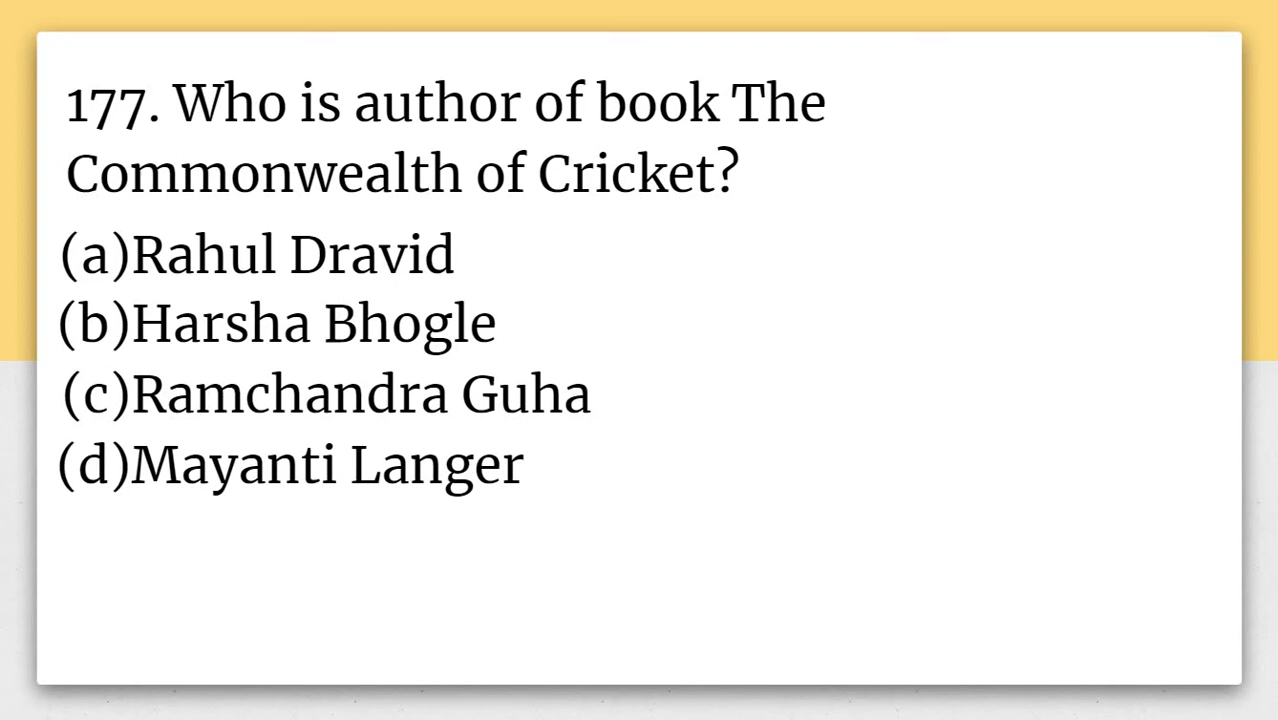 177. Who is author of book The
Commonwealth of Cricket?
(a)Rahul Dravid
(b)Harsha Bhogle
(c)Ramchandra Guha
(d)Mayanti Langer